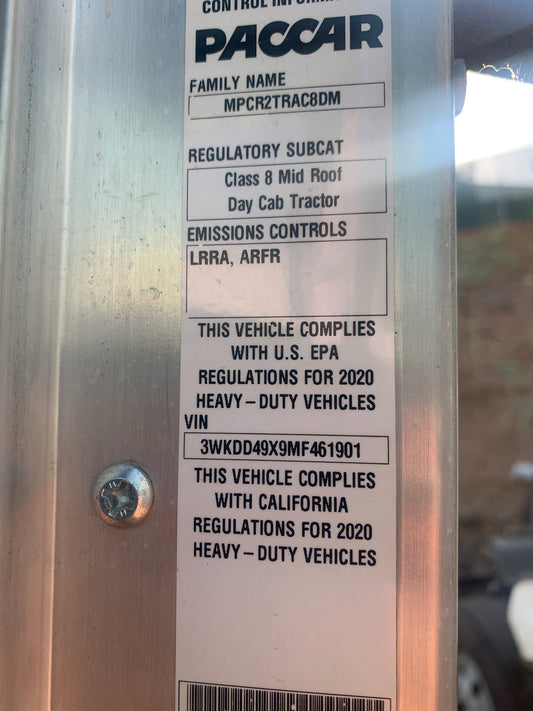 CONTROL INFORM
PACCAR
FAMILY NAME
MPCR2TRAC8DM
REGULATORY SUBCAT
Class 8 Mid Roof
Day Cab Tractor
EMISSIONS CONTROLS
LRRA, ARFR
THIS VEHICLE COMPLIES
WITH U.S. EPA
REGULATIONS FOR 2020
HEAVY-DUTY VEHICLES
VIN
3WKDD49X9MF461901
THIS VEHICLE COMPLIES
WITH CALIFORNIA
REGULATIONS FOR 2020
HEAVY-DUTY VEHICLES